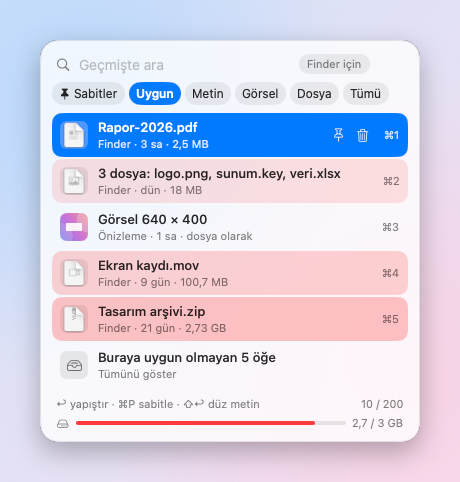 Geçmişte ara
Finder için
Sabitler Uygun Metin Görsel Dosya Tümü
Rapor-2026.pdf
Finder · 3 sa · 2,5 MB
⌘1
3 dosya: logo.png, sunum.key, veri.xlsx
Finder · dün · 18 MB
⌘2
Görsel 640 × 400
Önizleme · 1 sa · dosya olarak
⌘3
Ekran kaydı.mov
Finder · 9 gün · 100,7 MB
⌘4
Tasarım arşivi.zip
Finder · 21 gün · 2,73 GB
⌘5
Buraya uygun olmayan 5 öğe
Tümünü göster
↩ yapıştır · ⌘P sabitle · ⇧↩ düz metin
10 / 200
2,7 / 3 GB